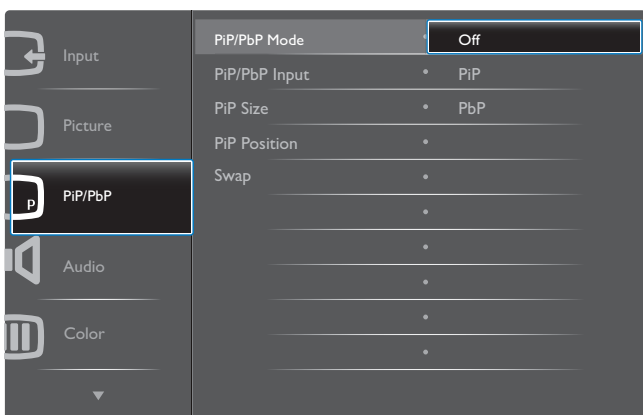 Input
Picture
P
PiP/PbP
Audio
Color
PiP/PbP Mode
Off
PiP/PbP Input
PiP
PiP Size
PbP
PiP Position
Swap